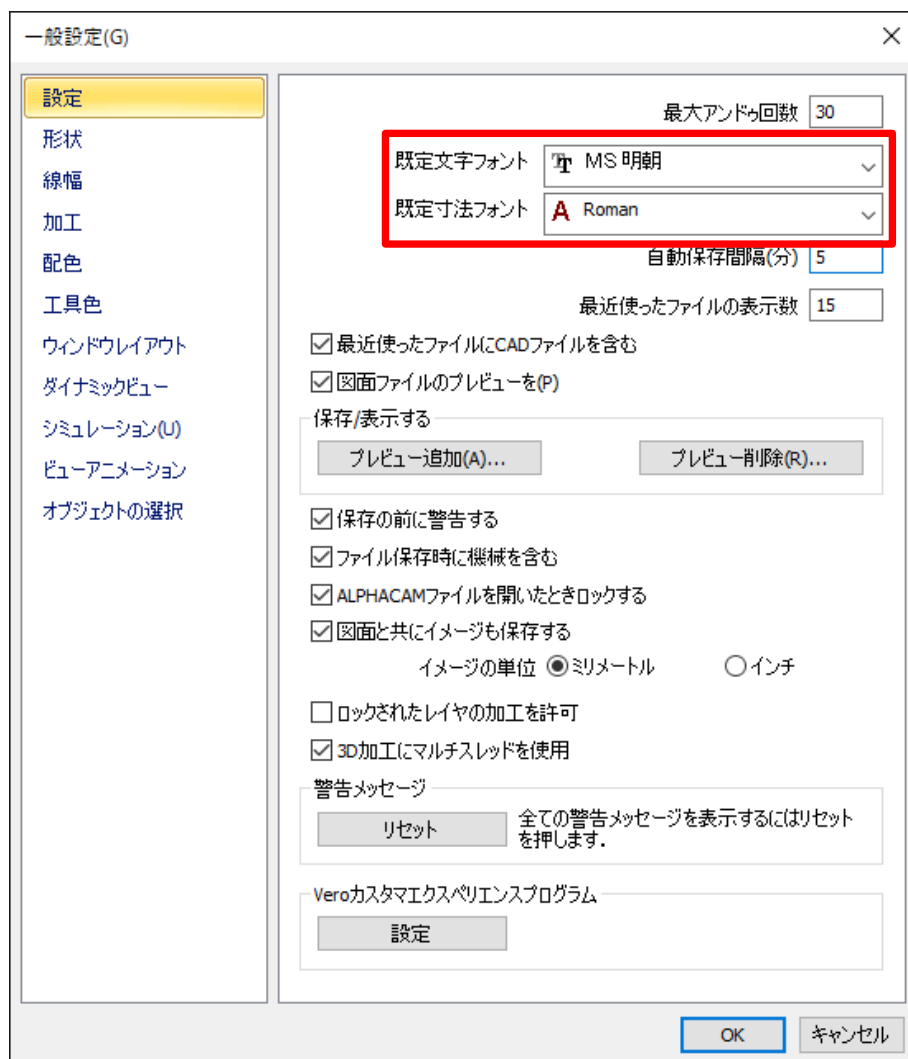 一般設定(G)
設定
形状
線幅
加工
配色
工具色
ウィンドウレイアウト
ダイナミックビュー
シミュレーション(U)
ビューアニメーション
オブジェクトの選択
最大アンドゥ回数 30
既定文字フォント MS 明朝
既定寸法フォント Roman
自動保存間隔(分) 5
最近使ったファイルの表示数 15
最近使ったファイルにCADファイルを含む
図面ファイルのプレビューを(P)
保存/表示する
プレビュー追加(A)... プレビュー削除(R)...
保存の前に警告する
ファイル保存時に機械を含む
ALPHACAMファイルを開いたときロックする
図面と共にイメージも保存する
イメージの単位 ミリメートル インチ
ロックされたレイヤの加工を許可
3D加工にマルチスレッドを使用
警告メッセージ
リセット 全ての警告メッセージを表示するにはリセット
を押します.
Veroカスタマエクスペリエンスプログラム
設定
OK キャンセル